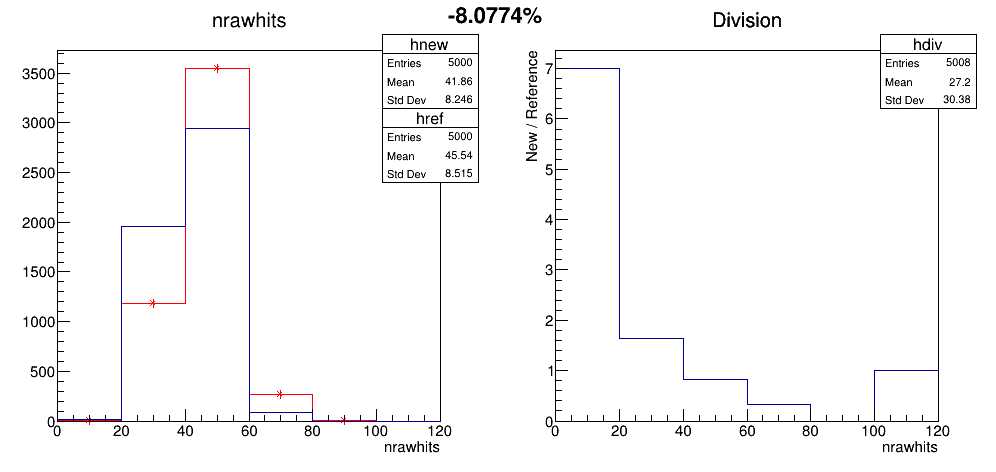 -8.0774%
nrawhits
hnew
Entries 5000
Mean 41.86
Std Dev 8.246
href
Entries 5000
Mean 45.54
Std Dev 8.515
3500
3000
2500
2000
1500
1000
500
0
0 20 40 60 80 100 120
nrawhits
Division
hdiv
Entries 5008
Mean 27.2
Std Dev 30.38
New / Reference
7
6
5
4
3
2
1
0
0 20 40 60 80 100 120
nrawhits